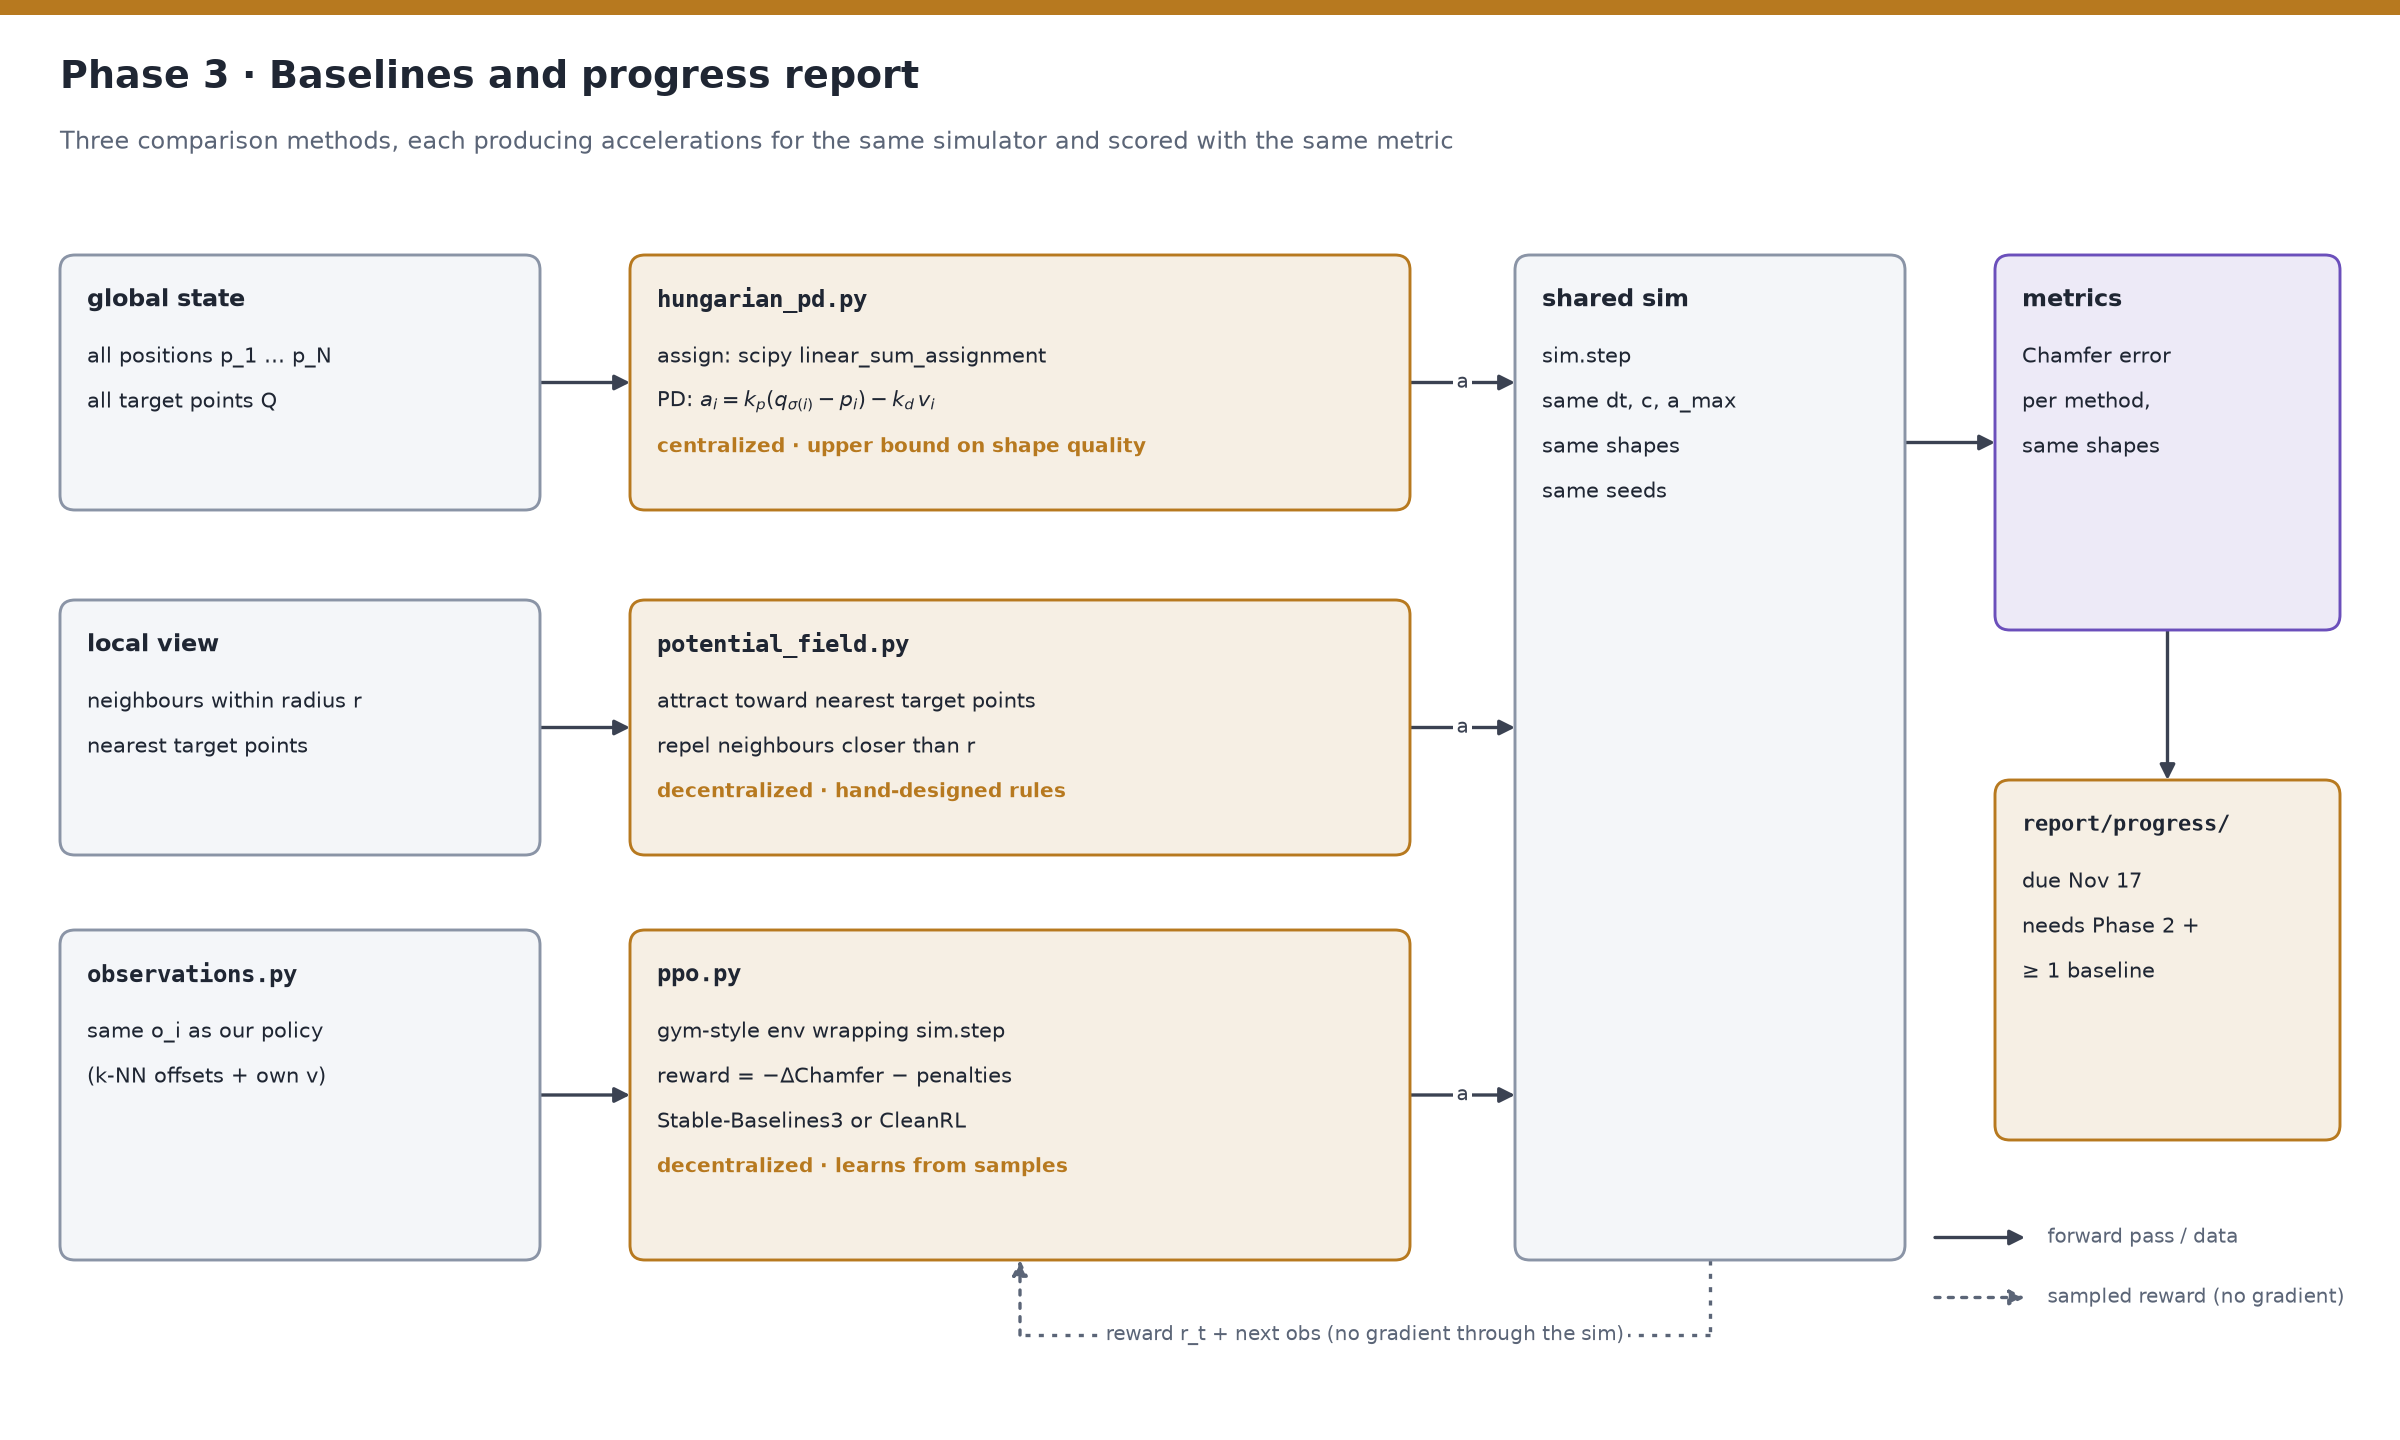 Phase 3 · Baselines and progress report
Three comparison methods, each producing accelerations for the same simulator and scored with the same metric
global state
all positions p_1 ... p_N
all target points Q
hungarian_pd.py
assign: scipy linear_sum_assignment
PD: a_i = k_p(q_{σ(i)} − p_i) − k_d v_i
centralized · upper bound on shape quality
a
shared sim
sim.step
same dt, c, a_max
same shapes
same seeds
metrics
Chamfer error
per method,
same shapes
local view
neighbours within radius r
nearest target points
potential_field.py
attract toward nearest target points
repel neighbours closer than r
decentralized · hand-designed rules
a
report/progress/
due Nov 17
needs Phase 2 +
≥ 1 baseline
observations.py
same o_i as our policy
(k-NN offsets + own v)
ppo.py
gym-style env wrapping sim.step
reward = −ΔChamfer − penalties
Stable-Baselines3 or CleanRL
decentralized · learns from samples
a
forward pass / data
sampled reward (no gradient)
reward r_t + next obs (no gradient through the sim)